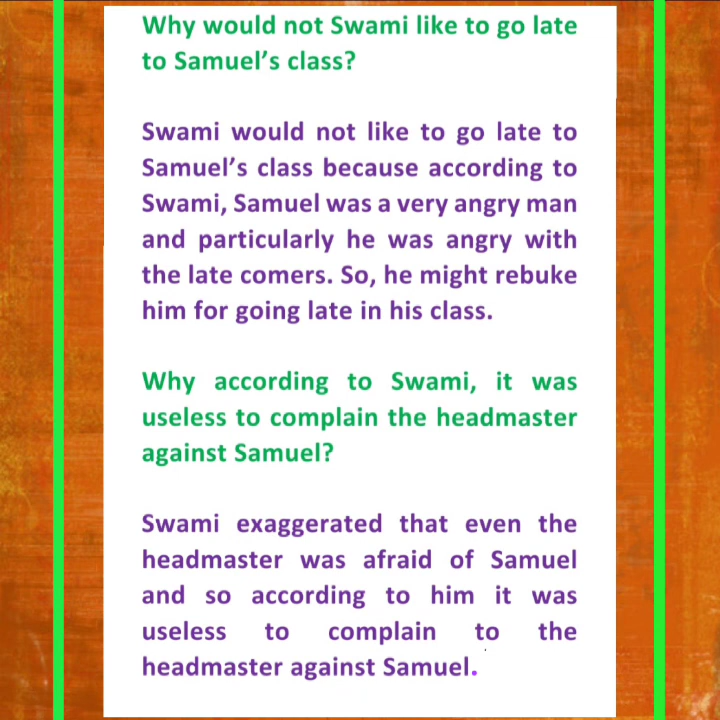 Why would not Swami like to go late
to Samuel’s class?
Swami would not like to go late to
Samuel’s class because according to
Swami, Samuel was a very angry man
and particularly he was angry with
the late comers. So, he might rebuke
him for going late in his class.
Why according to Swami, it was
useless to complain the headmaster
against Samuel?
Swami exaggerated that even the
headmaster was afraid of Samuel
and so according to him it was
useless to complain to the
headmaster against Samuel.